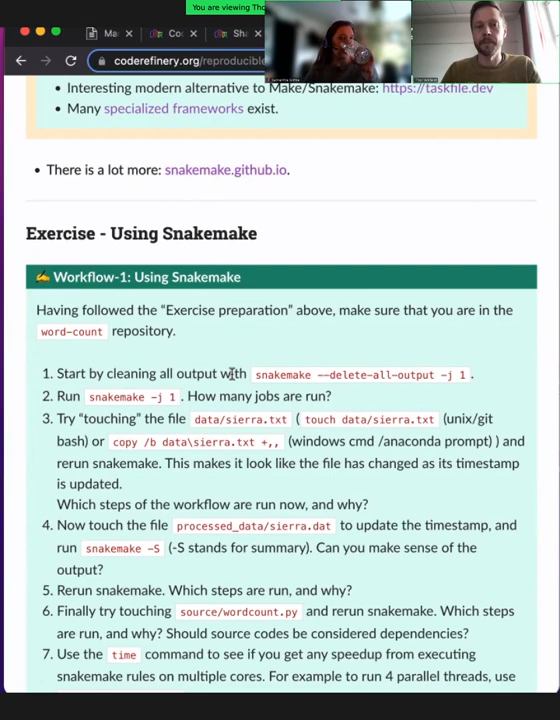 You are viewing Tho
Ma
Co
Sha
coderefinery.org/reproducible
Interesting modern alternative to Make/Snakemake: https://taskfile.dev
Many specialized frameworks exist.
There is a lot more: snakemake.github.io.
Exercise - Using Snakemake
✍ Workflow-1: Using Snakemake
Having followed the “Exercise preparation” above, make sure that you are in the
word-count repository.
1. Start by cleaning all output with snakemake --delete-all-output -j 1 .
2. Run snakemake -j 1 . How many jobs are run?
3. Try “touching” the file data/sierra.txt ( touch data/sierra.txt (unix/git
bash) or copy /b data\sierra.txt +,, (windows cmd /anaconda prompt) ) and
rerun snakemake. This makes it look like the file has changed as its timestamp
is updated.
Which steps of the workflow are run now, and why?
4. Now touch the file processed_data/sierra.dat to update the timestamp, and
run snakemake -S (-S stands for summary). Can you make sense of the
output?
5. Rerun snakemake. Which steps are run, and why?
6. Finally try touching source/wordcount.py and rerun snakemake. Which steps
are run, and why? Should source codes be considered dependencies?
7. Use the time command to see if you get any speedup from executing
snakemake rules on multiple cores. For example to run 4 parallel threads, use